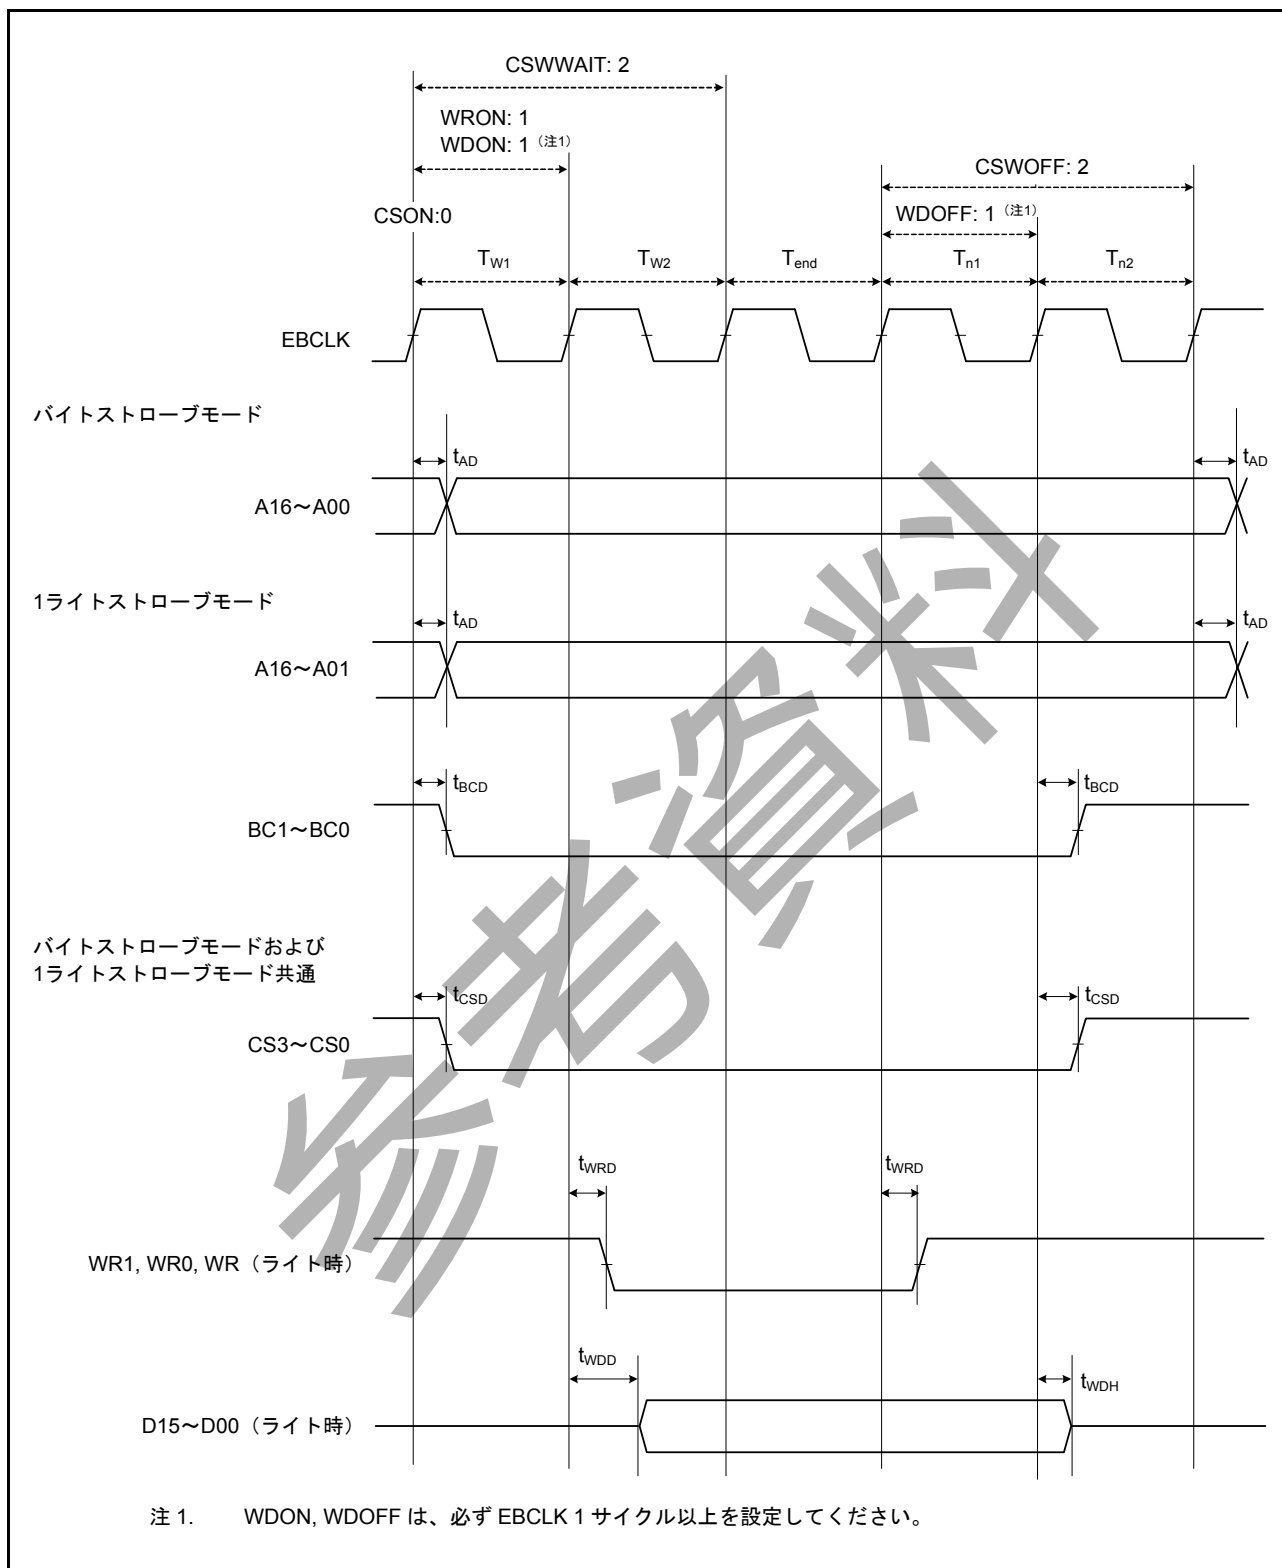 CSWWAIT: 2
WRON: 1
WDON: 1（注1）
CSWOFF: 2
CSON:0
WDOFF: 1（注1）
TW1 TW2 Tend Tn1 Tn2
EBCLK
バイトストローブモード
tAD tAD
A16～A00
1ライトストローブモード
tAD tAD
A16～A01
tBCD tBCD
BC1～BC0
バイトストローブモードおよび
1ライトストローブモード共通
tCSD tCSD
CS3～CS0
tWRD tWRD
WR1, WR0, WR（ライト時）
tWDD tWDH
D15～D00（ライト時）
注 1. WDON, WDOFF は、必ず EBCLK 1 サイクル以上を設定してください。
参考資料